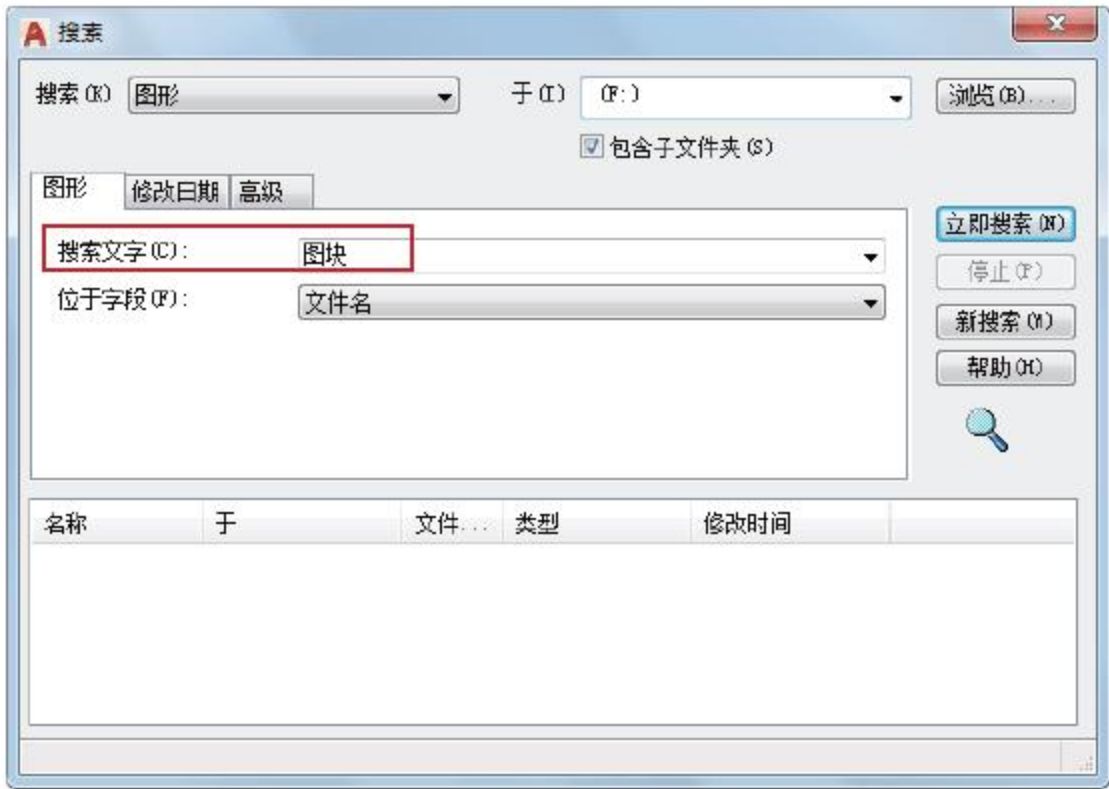 搜索
搜索(K) 图形 于(I) (F:) 浏览(B)...
包含子文件夹(S)
图形 修改日期 高级
立即搜索(N)
搜索文字(C): 图块
停止(P)
位于字段(F): 文件名
新搜索(W)
帮助(H)
名称 于 文件... 类型 修改时间